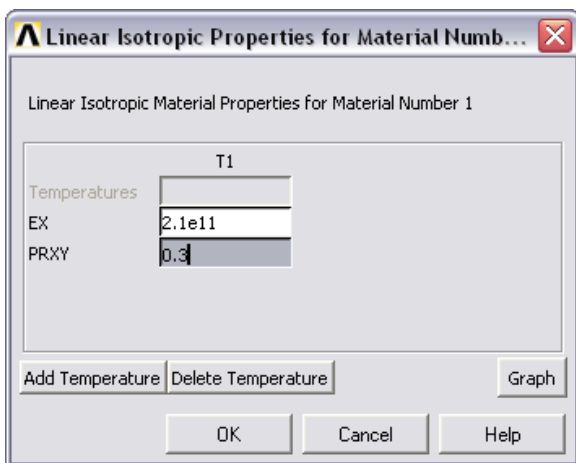 Linear Isotropic Properties for Material Numb...
Linear Isotropic Material Properties for Material Number 1
T1
Temperatures
EX 2.1e11
PRXY 0.3
Add Temperature Delete Temperature Graph
OK Cancel Help